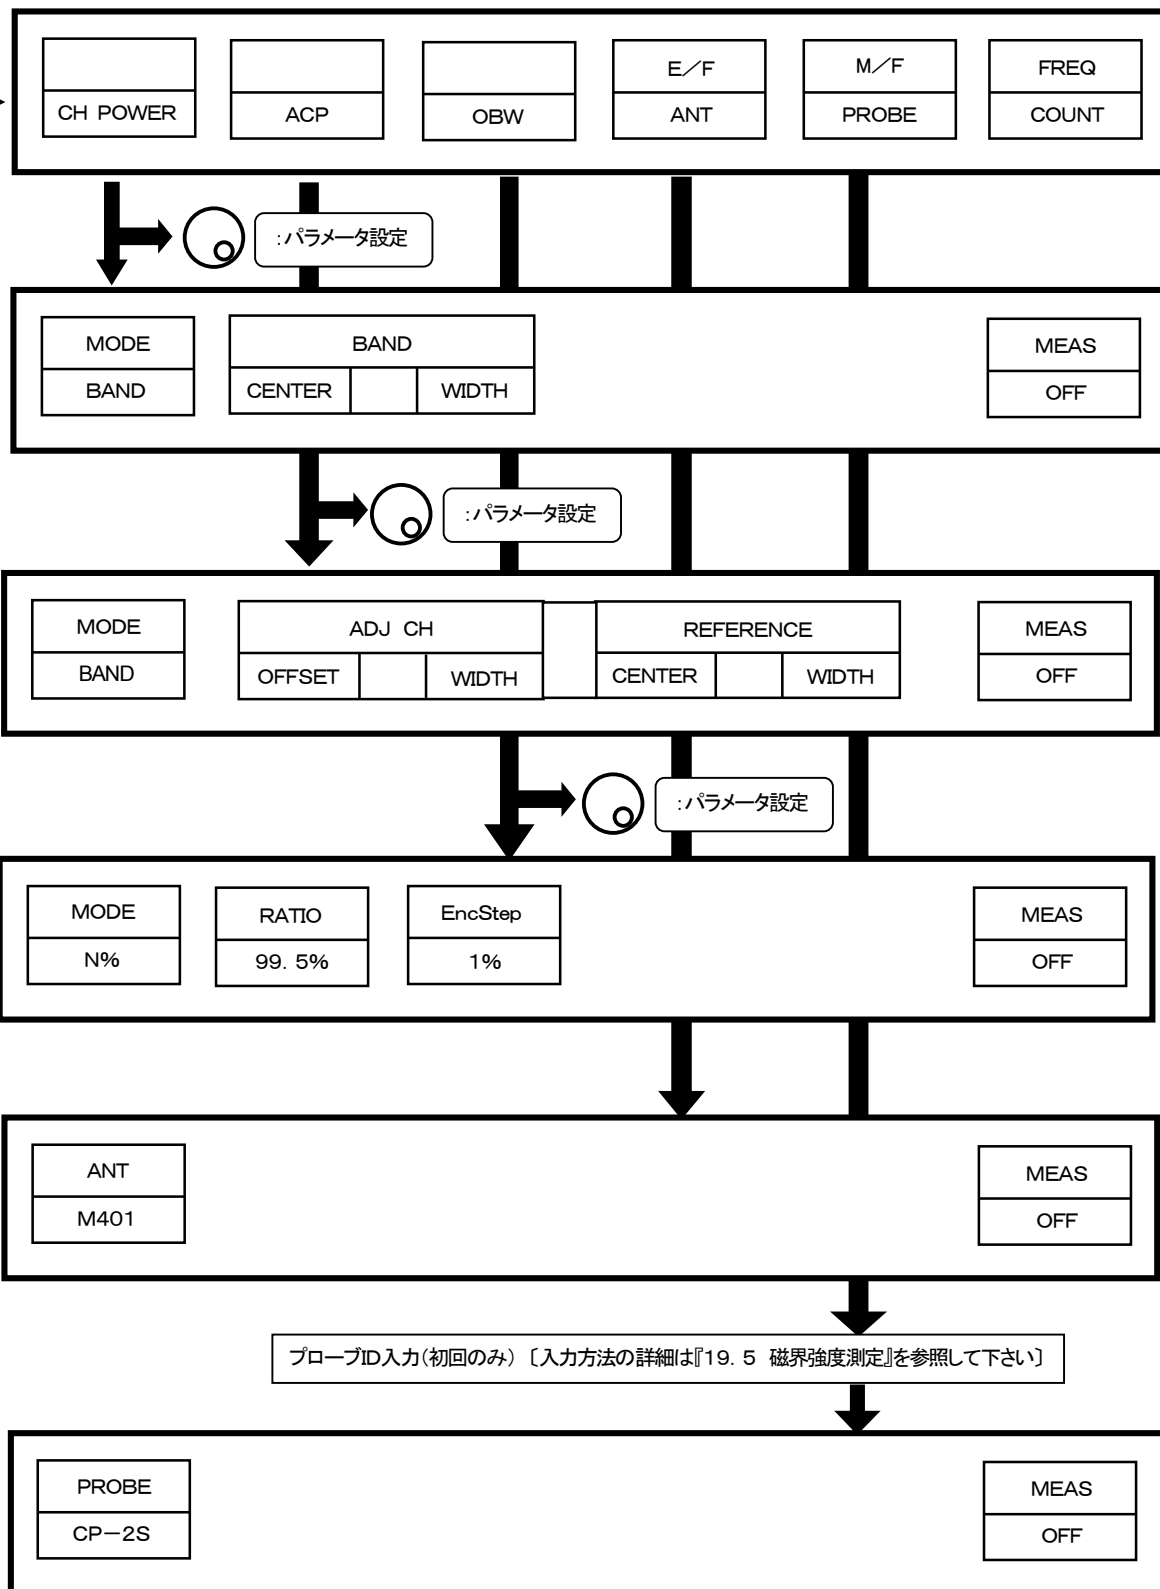 E／F
M／F
FREQ
CH POWER
ACP
OBW
ANT
PROBE
COUNT
：パラメータ設定
MODE
BAND
MEAS
BAND
CENTER
WIDTH
OFF
：パラメータ設定
MODE
ADJ CH
REFERENCE
MEAS
BAND
OFFSET
WIDTH
CENTER
WIDTH
OFF
：パラメータ設定
MODE
RATIO
EncStep
MEAS
N%
99．5%
1%
OFF
ANT
MEAS
M401
OFF
プローブID入力（初回のみ）〔入力方法の詳細は『19．5 磁界強度測定』を参照して下さい〕
PROBE
MEAS
CP－2S
OFF